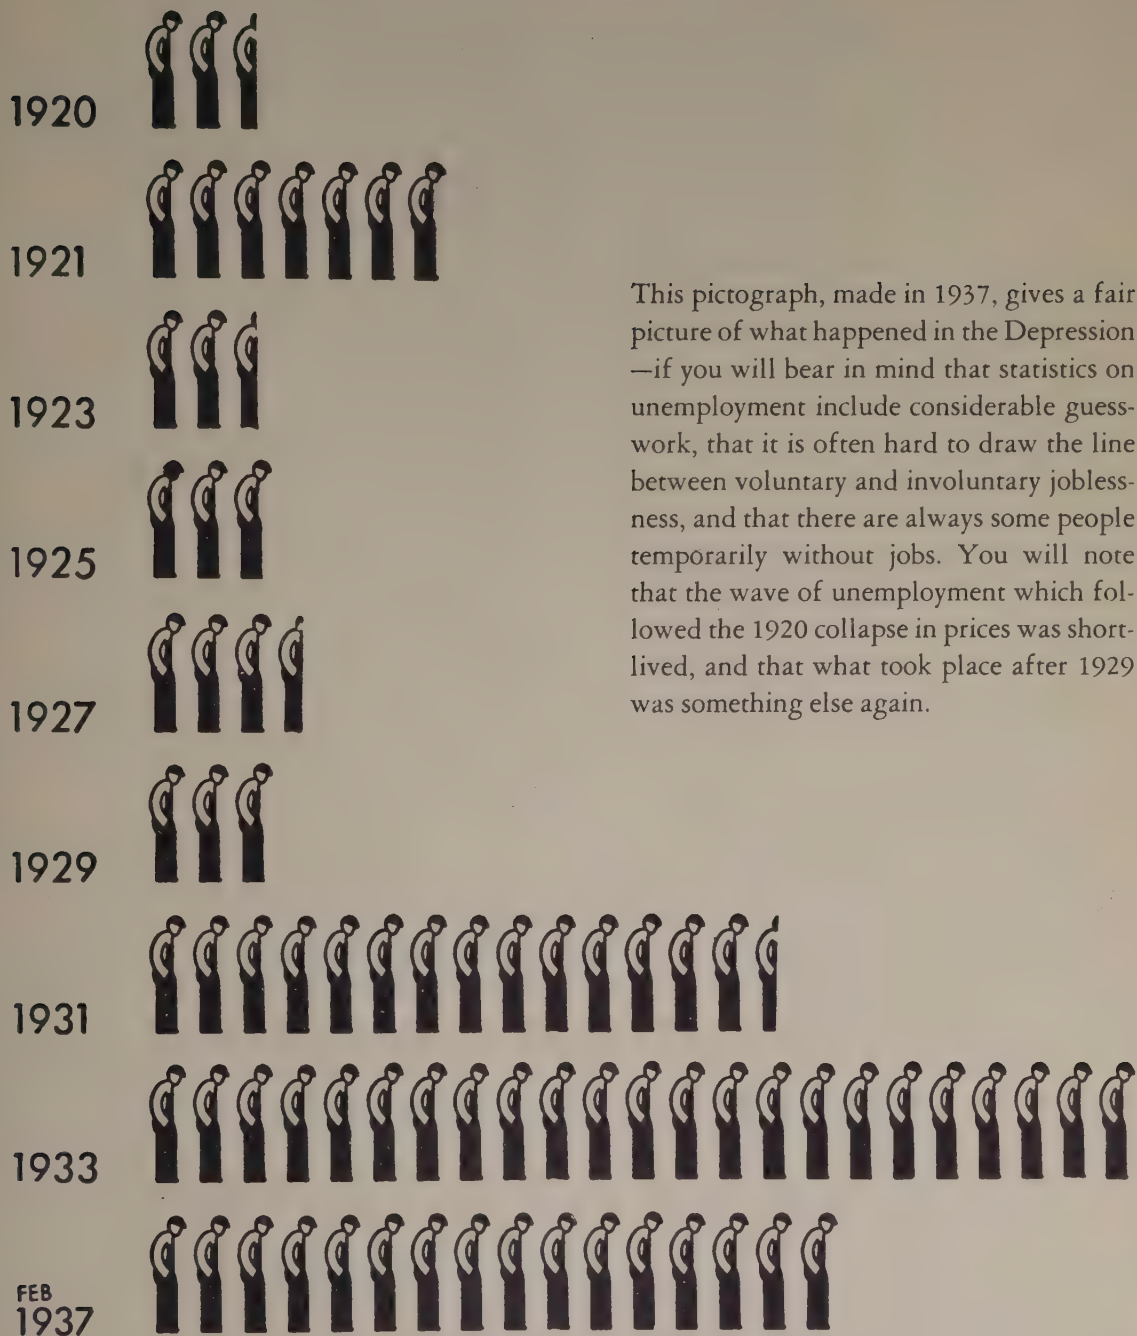 1920
1921
This pictograph, made in 1937, gives a fair
picture of what happened in the Depression
—if you will bear in mind that statistics on
unemployment include considerable guess-
work, that it is often hard to draw the line
between voluntary and involuntary jobless-
ness, and that there are always some people
temporarily without jobs. You will note
that the wave of unemployment which fol-
lowed the 1920 collapse in prices was short-
lived, and that what took place after 1929
was something else again.
1923
1925
1927
1929
1931
1933
FEB
1937